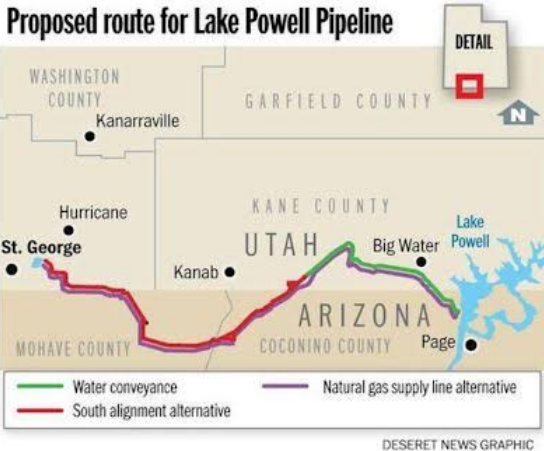 Proposed route for Lake Powell Pipeline
DETAIL
N
WASHINGTON
COUNTY
GARFIELD COUNTY
Kanarraville
KANE COUNTY
Hurricane
St. George
UTAH
Kanab
Big Water
Lake
Powell
ARIZONA
MOHAVE COUNTY
COCONINO COUNTY
Page
Water conveyance
Natural gas supply line alternative
South alignment alternative
DESERET NEWS GRAPHIC